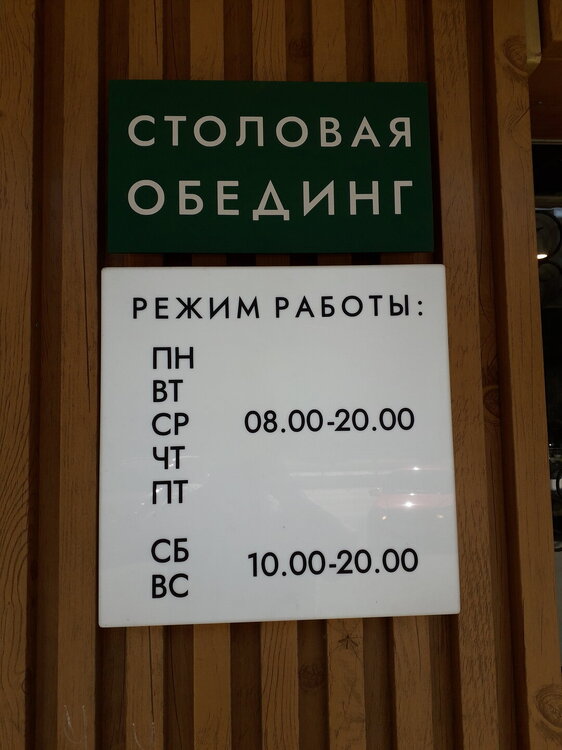 СТОЛОВАЯ
ОБЕДИНГ
РЕЖИМ РАБОТЫ:
ПН
ВТ
СР 08.00-20.00
ЧТ
ПТ
СБ
ВС 10.00-20.00